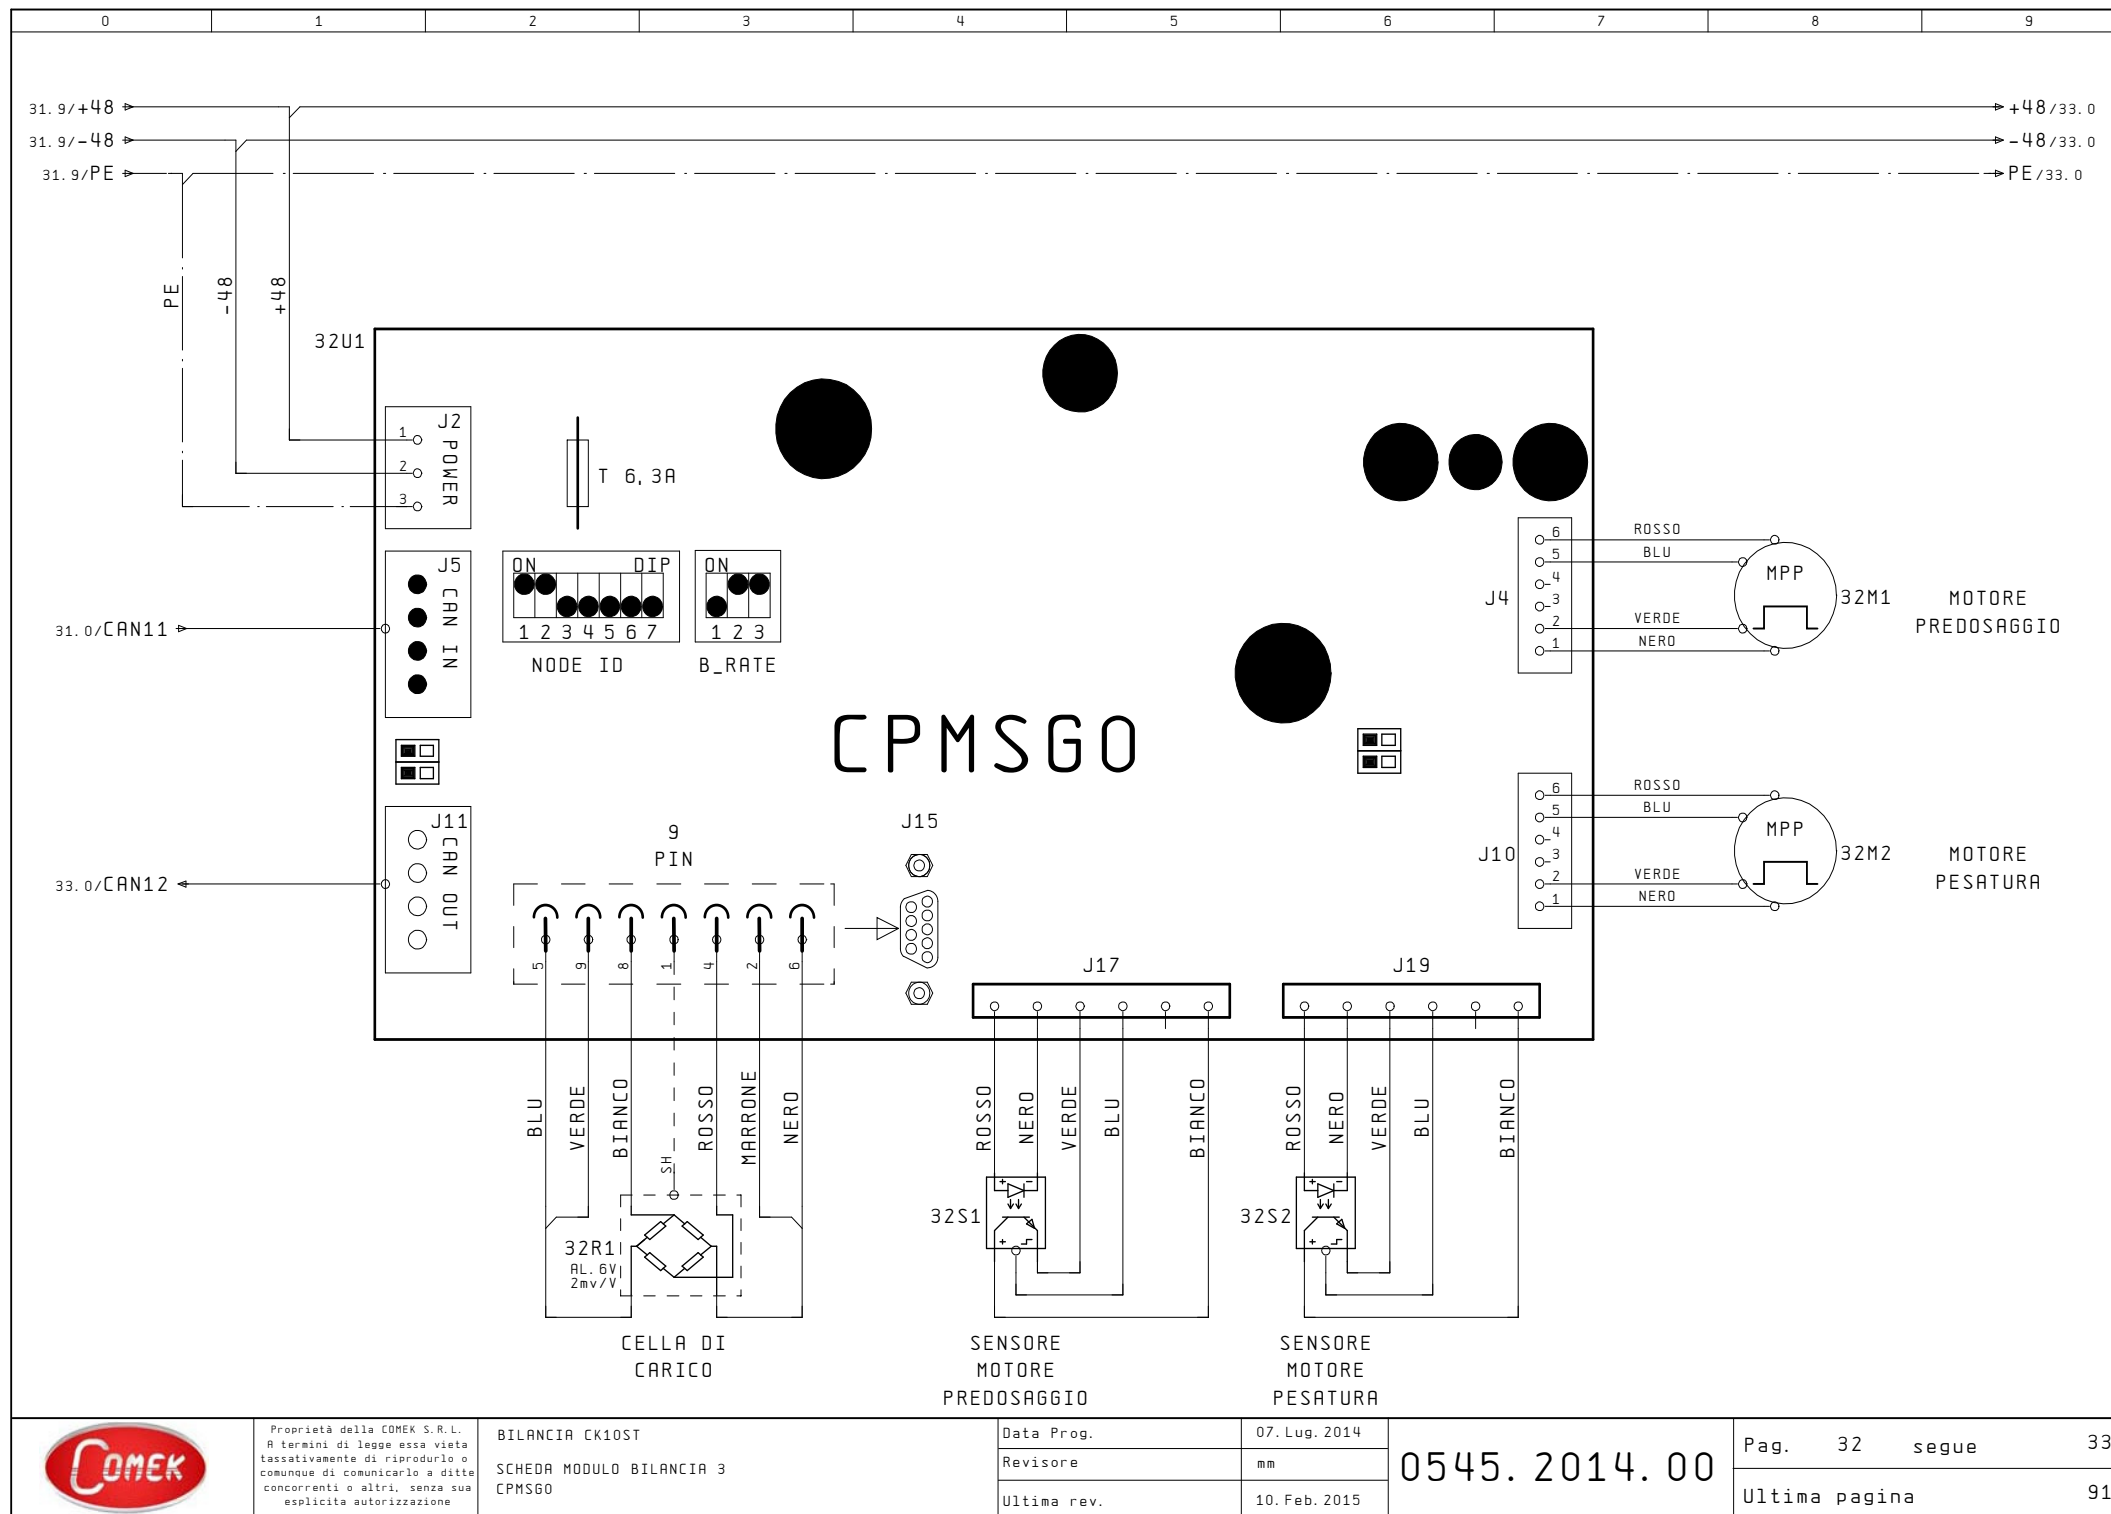 0 1 2 3 4 5 6 7 8 9
31.9/+48 +48/33.0
31.9/-48 -48/33.0
31.9/PE PE/33.0
PE
-48
+48
32U1
J2
POWER
1
2
3
T 6,3A
J5
CAN IN
31.0/CAN11
ON DIP
1 2 3 4 5 6 7
NODE ID
ON
1 2 3
B_RATE
CPMSGO
J4
6 ROSSO
5 BLU
4
3
2 VERDE
1 NERO
MPP
32M1
MOTORE
PREDOSAGGIO
J10
6 ROSSO
5 BLU
4
3
2 VERDE
1 NERO
MPP
32M2
MOTORE
PESATURA
J11
CAN OUT
33.0/CAN12
9
PIN
5 9 8 1 4 2 6
J15
J17
J19
BLU
VERDE
BIANCO
SH
ROSSO
MARRONE
NERO
32R1
AL.6V
2mv/V
CELLA DI
CARICO
ROSSO
NERO
VERDE
BLU
BIANCO
+ -
32S1
+
SENSORE
MOTORE
PREDOSAGGIO
ROSSO
NERO
VERDE
BLU
BIANCO
+ -
32S2
+
SENSORE
MOTORE
PESATURA
COMEK
Proprietà della COMEK S.R.L.
A termini di legge essa vieta
tassativamente di riprodurlo o
comunque di comunicarlo a ditte
concorrenti o altri, senza sua
esplicita autorizzazione
BILANCIA CK10ST
SCHEDA MODULO BILANCIA 3
CPMSGO
Data Prog. 07.Lug.2014
Revisore mm
Ultima rev. 10.Feb.2015
0545.2014.00
Pag. 32 segue 33
Ultima pagina 91